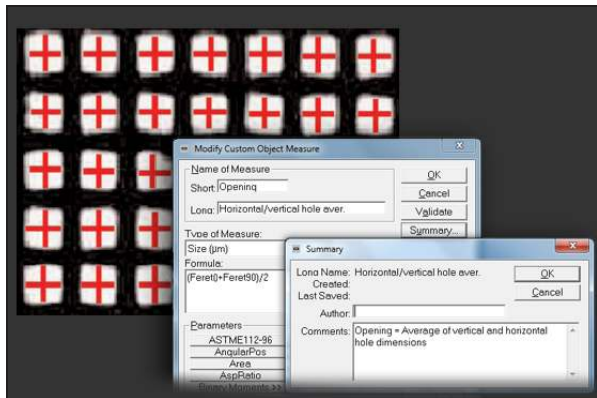 Modify Custom Object Measure
Name of Measure
Short: Opening
Long: Horizontal/vertical hole aver.
OK
Cancel
Validate
Summary...
Type of Measure:
Size (µm)
Formula:
(Feret0+Feret90)/2
Parameters
ASTME112-96
AngularPos
Area
AspRatio
Binary Moments >>
Summary
Long Name: Horizontal/vertical hole aver.
Created:
Last Saved:
Author:
Comments: Opening = Average of vertical and horizontal
hole dimensions
OK
Cancel